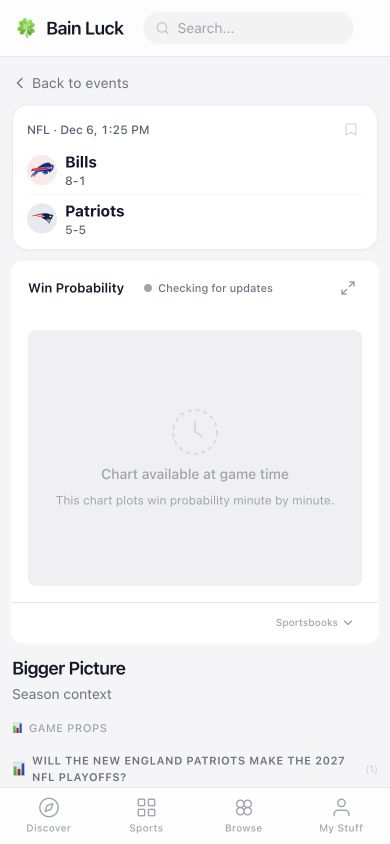 Bain Luck
Search...
Back to events
NFL · Dec 6, 1:25 PM
Bills
8-1
Patriots
5-5
Win Probability
Checking for updates
Chart available at game time
This chart plots win probability minute by minute.
Sportsbooks
Bigger Picture
Season context
GAME PROPS
WILL THE NEW ENGLAND PATRIOTS MAKE THE 2027
NFL PLAYOFFS?
(1)
Discover
Sports
Browse
My Stuff